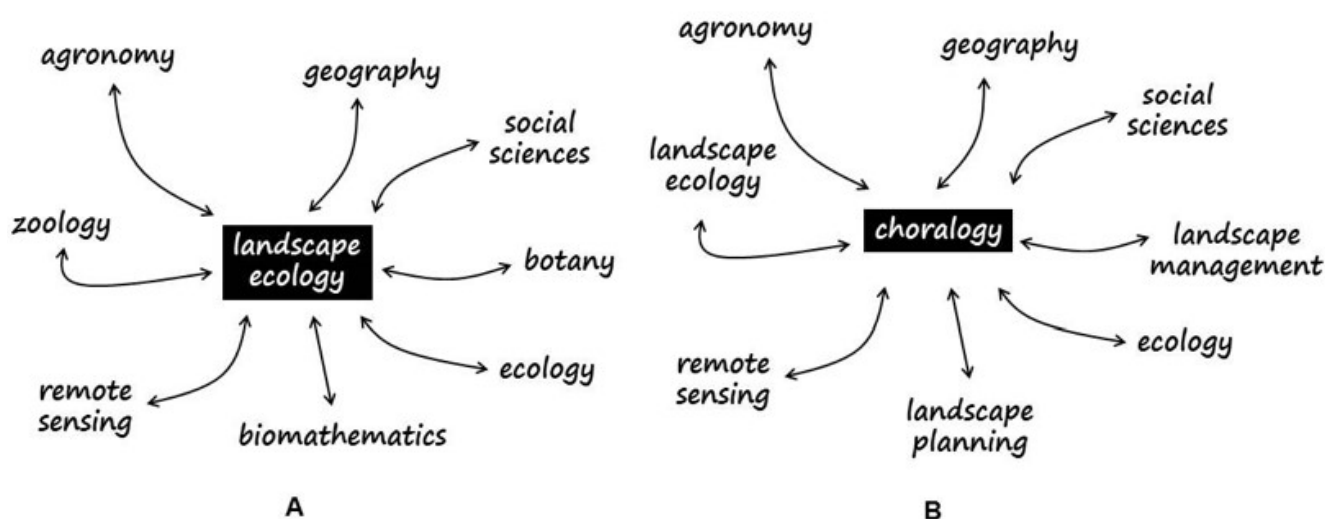 agronomy
geography
social
sciences
zoology
landscape
ecology
botany
remote
sensing
biomathematics
ecology
A
agronomy
geography
social
sciences
landscape
ecology
choralogy
landscape
management
remote
sensing
landscape
planning
ecology
B